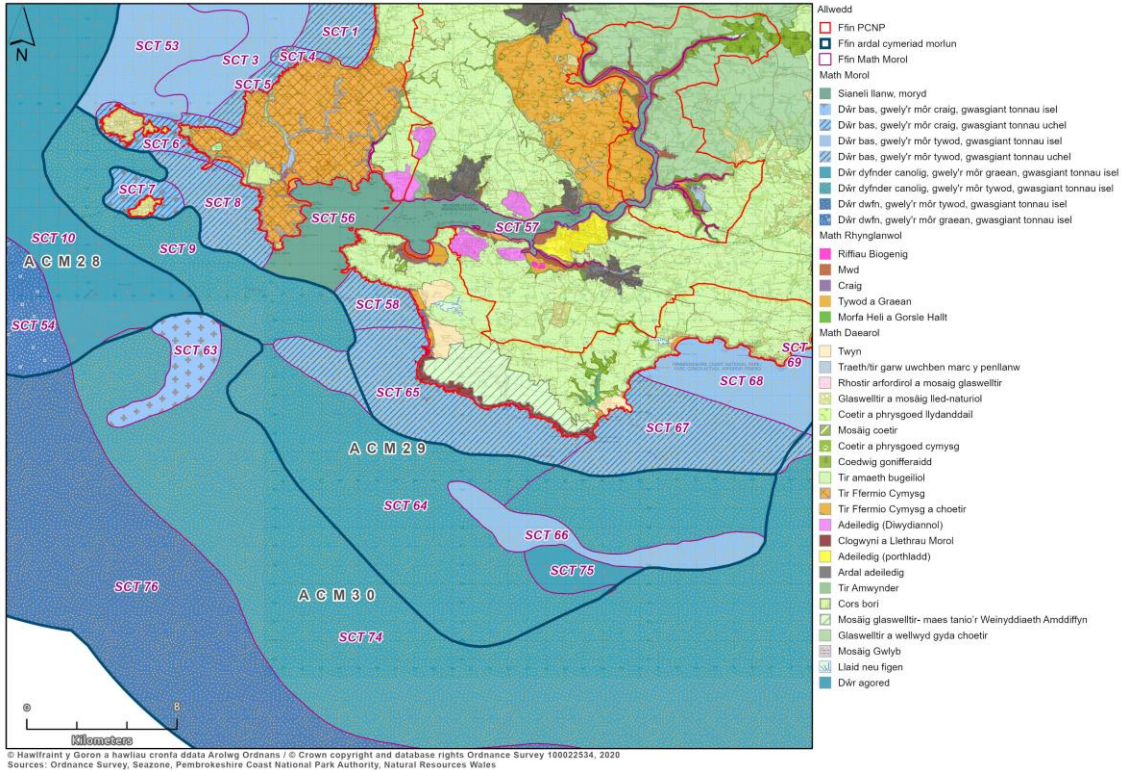 N
SCT 53
SCT 3
SCT 1
SCT 4
SCT 5
SCT 6
SCT 7
SCT 8
SCT 56
SCT 57
SCT 10
SCT 9
ACM28
SCT 54
SCT 63
SCT 58
SCT 69
SCT 68
SCT 65
SCT 67
ACM29
SCT 64
SCT 66
SCT 75
SCT 76
ACM30
SCT 74
0 8
Kilometers
Allwedd
Ffin PCNP
Ffin ardal cymeriad morlun
Ffin Math Morol
Math Morol
Sianeli llanw, moryd
Dŵr bas, gwely'r môr craig, gwasgiant tonnau isel
Dŵr bas, gwely'r môr craig, gwasgiant tonnau uchel
Dŵr bas, gwely'r môr tywod, gwasgiant tonnau isel
Dŵr bas, gwely'r môr tywod, gwasgiant tonnau uchel
Dŵr dyfnder canolig, gwely'r môr graean, gwasgiant tonnau isel
Dŵr dyfnder canolig, gwely'r môr tywod, gwasgiant tonnau isel
Dŵr dwfn, gwely'r môr tywod, gwasgiant tonnau isel
Dŵr dwfn, gwely'r môr graean, gwasgiant tonnau isel
Math Rhynglanwol
Riffiau Biogenig
Mwd
Craig
Tywod a Graean
Morfa Heli a Gorsle Hallt
Math Daearol
Twyn
Traeth/tir garw uwchben marc y penllanw
Rhostir arfordirol a mosaig glaswelltir
Glaswelltir a mosäig lled-naturiol
Coetir a phrysgoed llydanddail
Mosäig coetir
Coetir a phrysgoed cymysg
Coedwig gonifferaidd
Tir amaeth bugeiliol
Tir Ffermio Cymysg
Tir Ffermio Cymysg a choetir
Adeiledig (Diwydiannol)
Clogwyni a Llethrau Morol
Adeiledig (porthladd)
Ardal adeiledig
Tir Amwynder
Cors bori
Mosäig glaswelltir- maes tanio'r Weinyddiaeth Amddiffyn
Glaswelltir a wellwyd gyda choetir
Mosäig Gwlyb
Llaid neu figen
Dŵr agored
© Hawlfraint y Goron a hawliau cronfa ddata Arolwg Ordnans / © Crown copyright and database rights Ordnance Survey 100022534, 2020
Sources: Ordnance Survey, Seazone, Pembrokeshire Coast National Park Authority, Natural Resources Wales